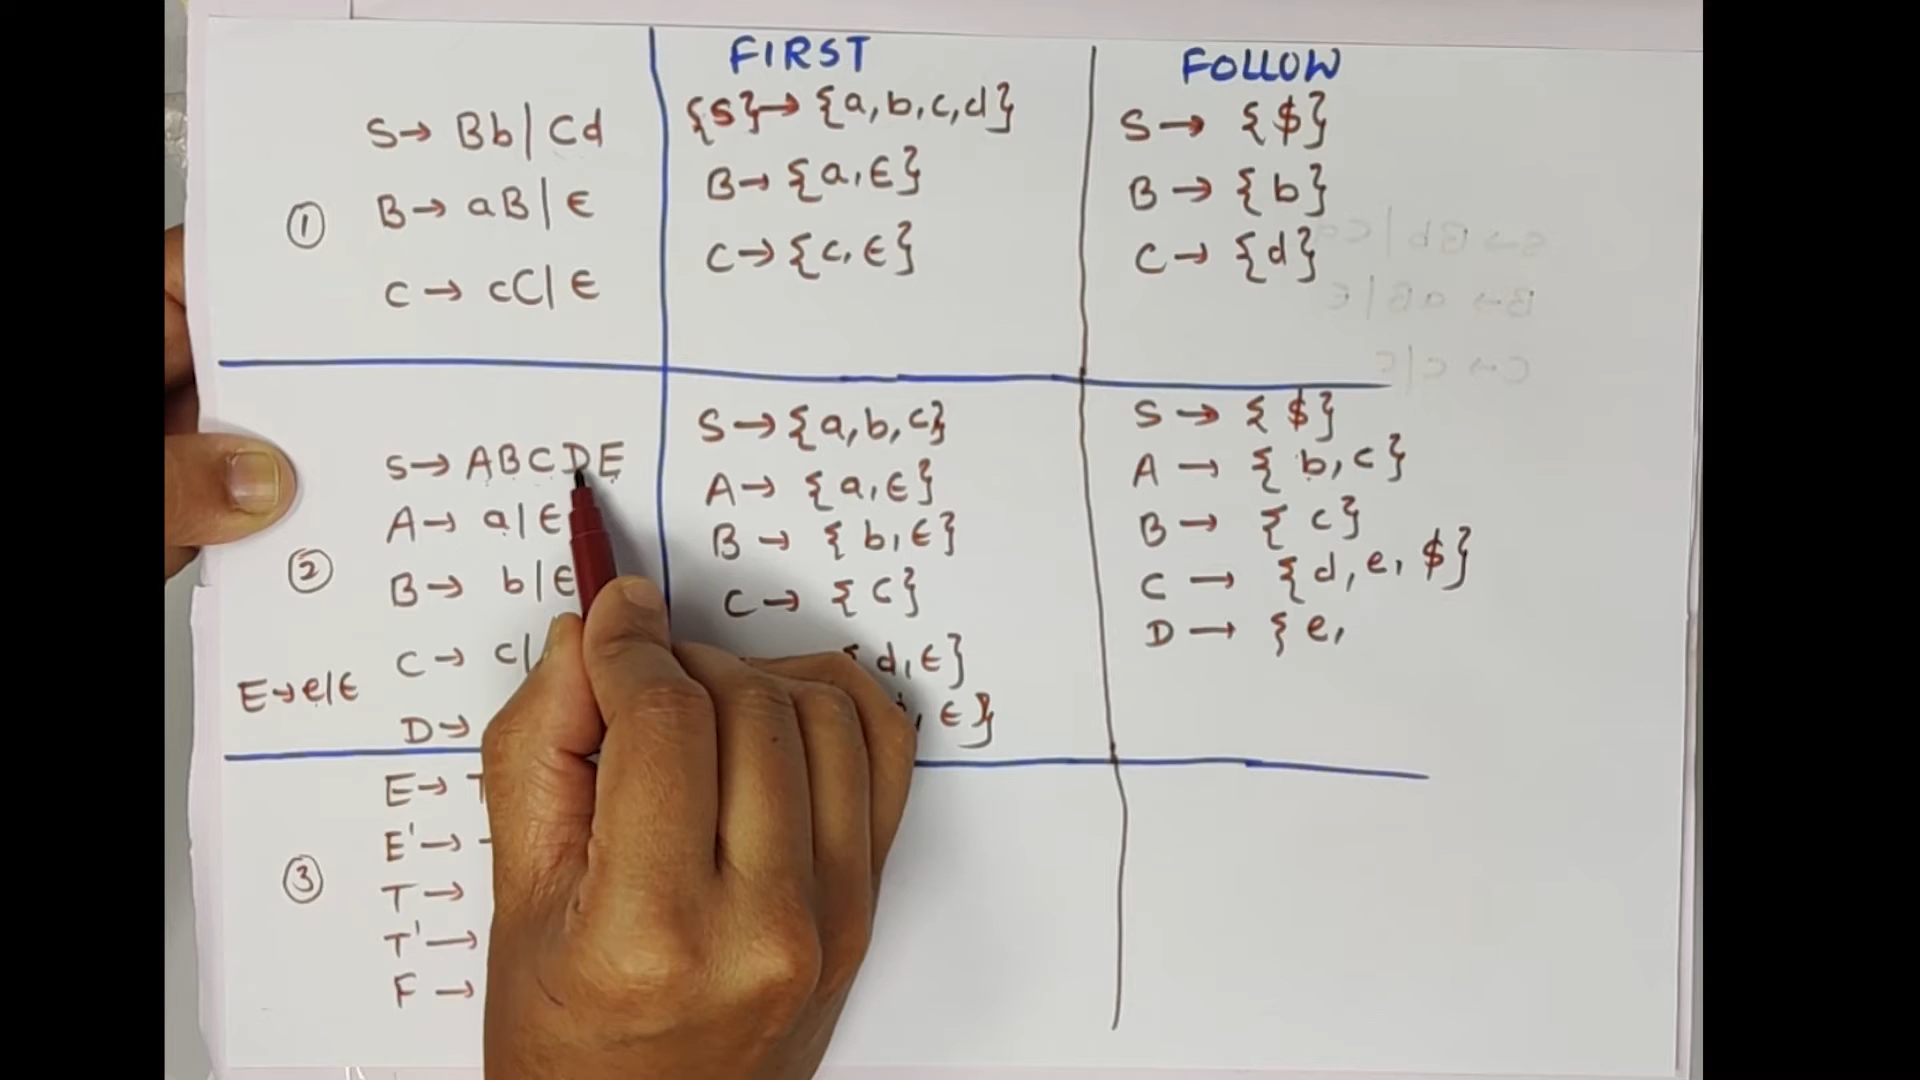 FIRST
FOLLOW
S → Bb | Cd
B → aB | ϵ
C → cC | ϵ
①
{S} → {a, b, c, d}
B → {a, ϵ}
C → {c, ϵ}
S → {$}
B → {b}
C → {d}
S → ABCDE
A → a | ϵ
B → b | ϵ
C → c |
D →
E → e | ϵ
②
S → {a, b, c}
A → {a, ϵ}
B → {b, ϵ}
C → {c}
{d, ϵ}
, ϵ}
S → {$}
A → {b, c}
B → {c}
C → {d, e, $}
D → {e,
E → T
E' →
T →
T' →
F →
③